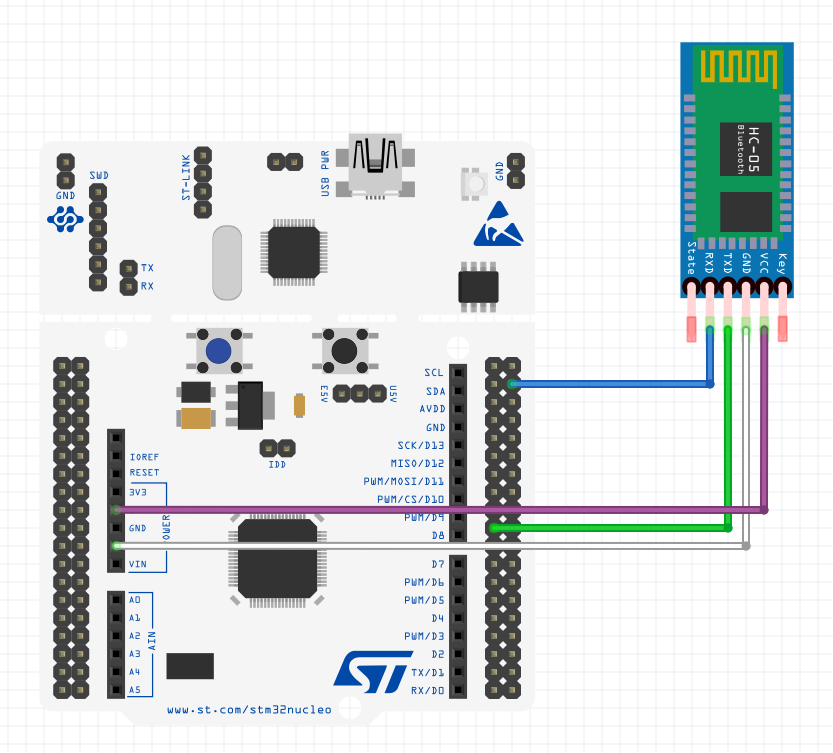 HC-05
Bluetooth
State
RXD
TXD
GND
VCC
Key
GND
SWD
TX
RX
ST-LINK
USB PWR
GND
E5V
U5V
IDD
IOREF
RESET
3V3
GND
VIN
POWER
A0
A1
A2
A3
A4
A5
AIN
SCL
SDA
AVDD
GND
SCK/D13
MISO/D12
PWM/MOSI/D11
PWM/CS/D10
PWM/D9
D8
D7
PWM/D6
PWM/D5
D4
PWM/D3
D2
TX/D1
RX/D0
ST
www.st.com/stm32nucleo